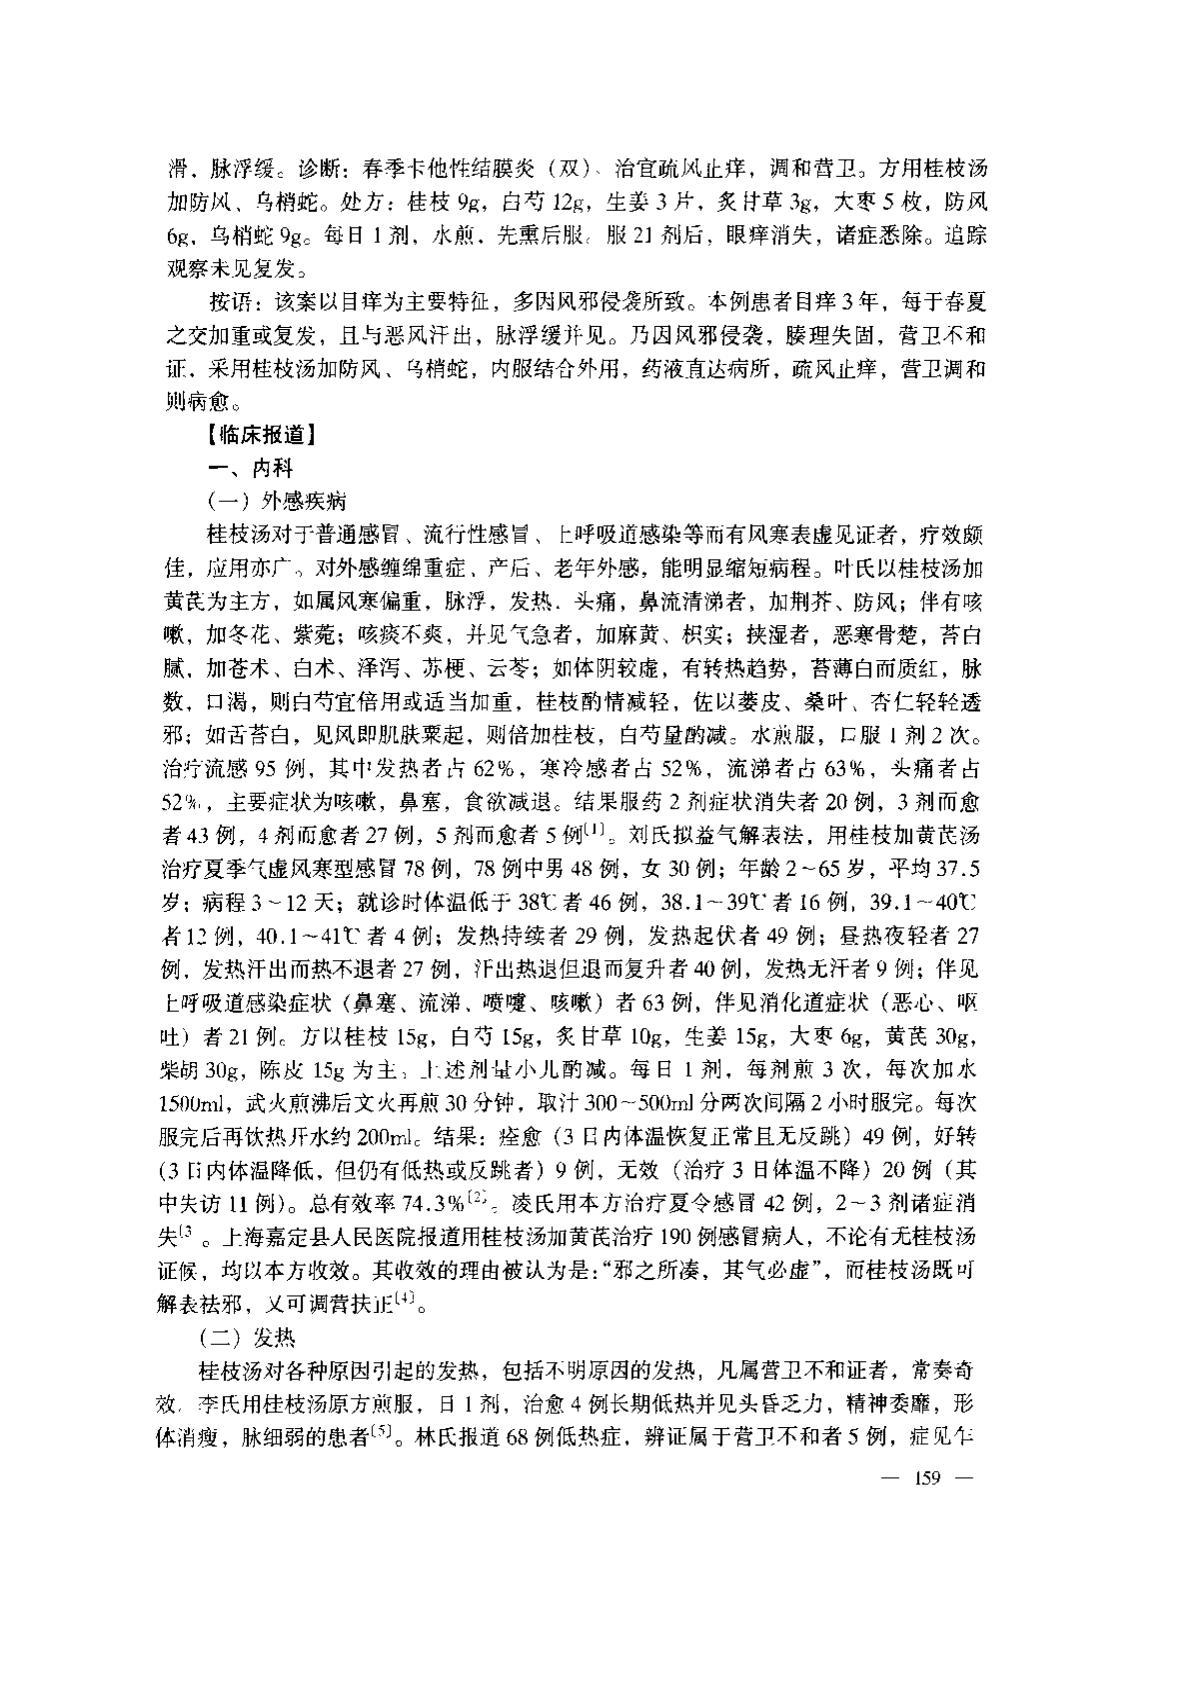 滑，脉浮缓。诊断：春季卡他性结膜炎（双）、治宜疏风止痒，调和营卫。方用桂枝汤
加防风、乌梢蛇。处方：桂枝 9g，白芍 12g，生姜 3 片，炙甘草 3g，大枣 5 枚，防风
6g，乌梢蛇 9g。每日 1 剂，水煎．先熏后服。服 21 剂后，眼痒消失，诸症悉除。追踪
观察未见复发。
按语：该案以目痒为主要特征，多因风邪侵袭所致。本例患者目痒 3 年，每于春夏
之交加重或复发，且与恶风汗出，脉浮缓并见。乃因风邪侵袭，腠理失固，营卫不和
证．采用桂枝汤加防风、乌梢蛇，内服结合外用，药液直达病所，疏风止痒，营卫调和
则病愈。
【临床报道】
一、内科
（一）外感疾病
桂枝汤对于普通感冒、流行性感冒、上呼吸道感染等而有风寒表虚见证者，疗效颇
佳，应用亦广。对外感缠绵重症、产后、老年外感，能明显缩短病程。叶氏以桂枝汤加
黄芪为主方，如属风寒偏重，脉浮，发热．头痛，鼻流清涕者，加荆芥、防风；伴有咳
嗽，加冬花、紫菀；咳痰不爽，并见气急者，加麻黄、枳实；挟湿者，恶寒骨楚，苔白
腻，加苍术、白术、泽泻、苏梗、云苓；如体阴较虚，有转热趋势，苔薄白而质红，脉
数，口渴，则白芍宜倍用或适当加重，桂枝酌情减轻，佐以蒌皮、桑叶、杏仁轻轻透
邪；如舌苔白，见风即肌肤粟起，则倍加桂枝，白芍量酌减。水煎服，口服 1 剂 2 次。
治疗流感 95 例，其中发热者占 62%，寒冷感者占 52%，流涕者占 63%，头痛者占
52%，主要症状为咳嗽，鼻塞，食欲减退。结果服药 2 剂症状消失者 20 例，3 剂而愈
者 43 例，4 剂而愈者 27 例，5 剂而愈者 5 例〔1〕。刘氏拟益气解表法，用桂枝加黄芪汤
治疗夏季气虚风寒型感冒 78 例，78 例中男 48 例，女 30 例；年龄 2～65 岁，平均 37.5
岁；病程 3～12 天；就诊时体温低于 38℃者 46 例，38.1～39℃者 16 例，39.1～40℃
者 12 例，40.1～41℃者 4 例；发热持续者 29 例，发热起伏者 49 例；昼热夜轻者 27
例．发热汗出而热不退者 27 例，汗出热退但退而复升者 40 例，发热无汗者 9 例；伴见
上呼吸道感染症状（鼻塞、流涕、喷嚏、咳嗽）者 63 例，伴见消化道症状（恶心、呕
吐）者 21 例。方以桂枝 15g，白芍 15g，炙甘草 10g，生姜 15g，大枣 6g，黄芪 30g，
柴胡 30g，陈皮 15g 为主，上述剂量小儿酌减。每日 1 剂，每剂煎 3 次，每次加水
1500ml，武火煎沸后文火再煎 30 分钟，取汁 300～500ml 分两次间隔 2 小时服完。每次
服完后再饮热开水约 200ml。结果：痊愈（3 日内体温恢复正常且无反跳）49 例，好转
(3 日内体温降低，但仍有低热或反跳者）9 例，无效（治疗 3 日体温不降）20 例（其
中失访 11 例）。总有效率 74.3%〔2〕。凌氏用本方治疗夏令感冒 42 例，2～3 剂诸症消
失〔3 。上海嘉定县人民医院报道用桂枝汤加黄芪治疗 190 例感冒病人，不论有无桂枝汤
证候，均以本方收效。其收效的理由被认为是：“邪之所凑，其气必虚”，而桂枝汤既可
解表祛邪，又可调营扶正〔4〕。
（二）发热
桂枝汤对各种原因引起的发热，包括不明原因的发热，凡属营卫不和证者，常奏奇
效．李氏用桂枝汤原方煎服，日 1 剂，治愈 4 例长期低热并见头昏乏力，精神委靡，形
体消瘦，脉细弱的患者〔5〕。林氏报道 68 例低热症．辨证属于营卫不和者 5 例，症见乍
— 159 —